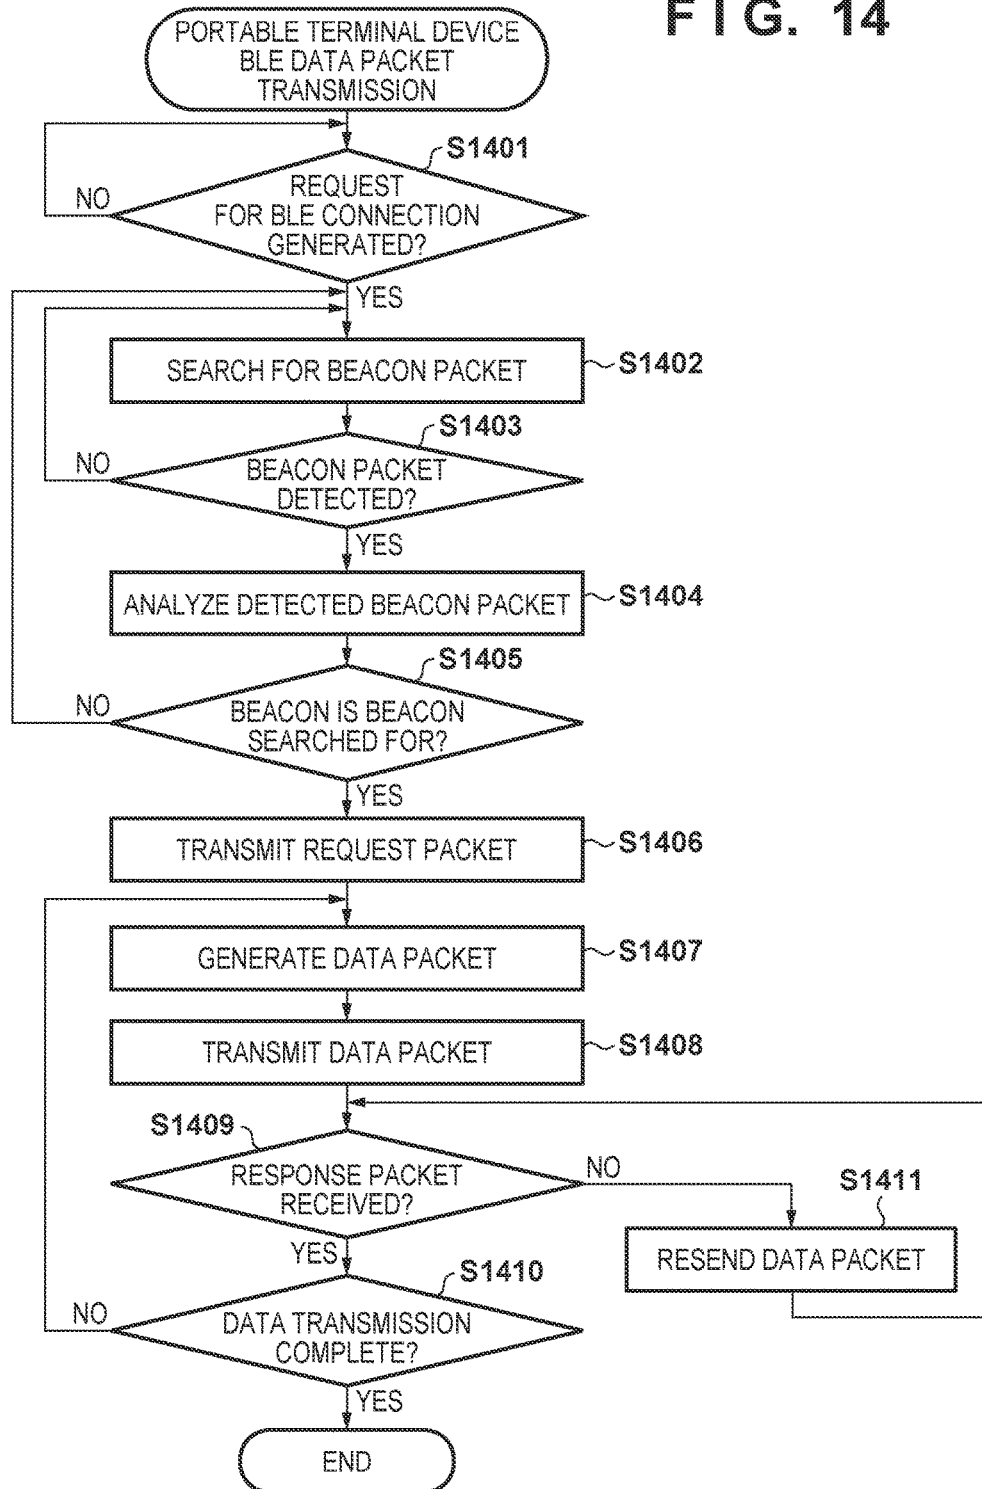 FIG. 14
PORTABLE TERMINAL DEVICE
BLE DATA PACKET
TRANSMISSION
S1401
REQUEST
FOR BLE CONNECTION
GENERATED?
NO
YES
SEARCH FOR BEACON PACKET
S1402
S1403
BEACON PACKET
DETECTED?
NO
YES
ANALYZE DETECTED BEACON PACKET
S1404
S1405
BEACON IS BEACON
SEARCHED FOR?
NO
YES
TRANSMIT REQUEST PACKET
S1406
GENERATE DATA PACKET
S1407
TRANSMIT DATA PACKET
S1408
S1409
RESPONSE PACKET
RECEIVED?
NO
S1411
RESEND DATA PACKET
YES
S1410
DATA TRANSMISSION
COMPLETE?
NO
YES
END